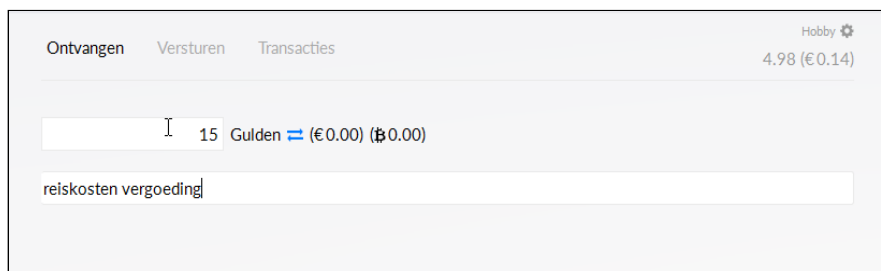 Hobby
Ontvangen Versturen Transacties
4.98 (€0.14)
15 Gulden (€0.00) (₿0.00)
reiskosten vergoeding